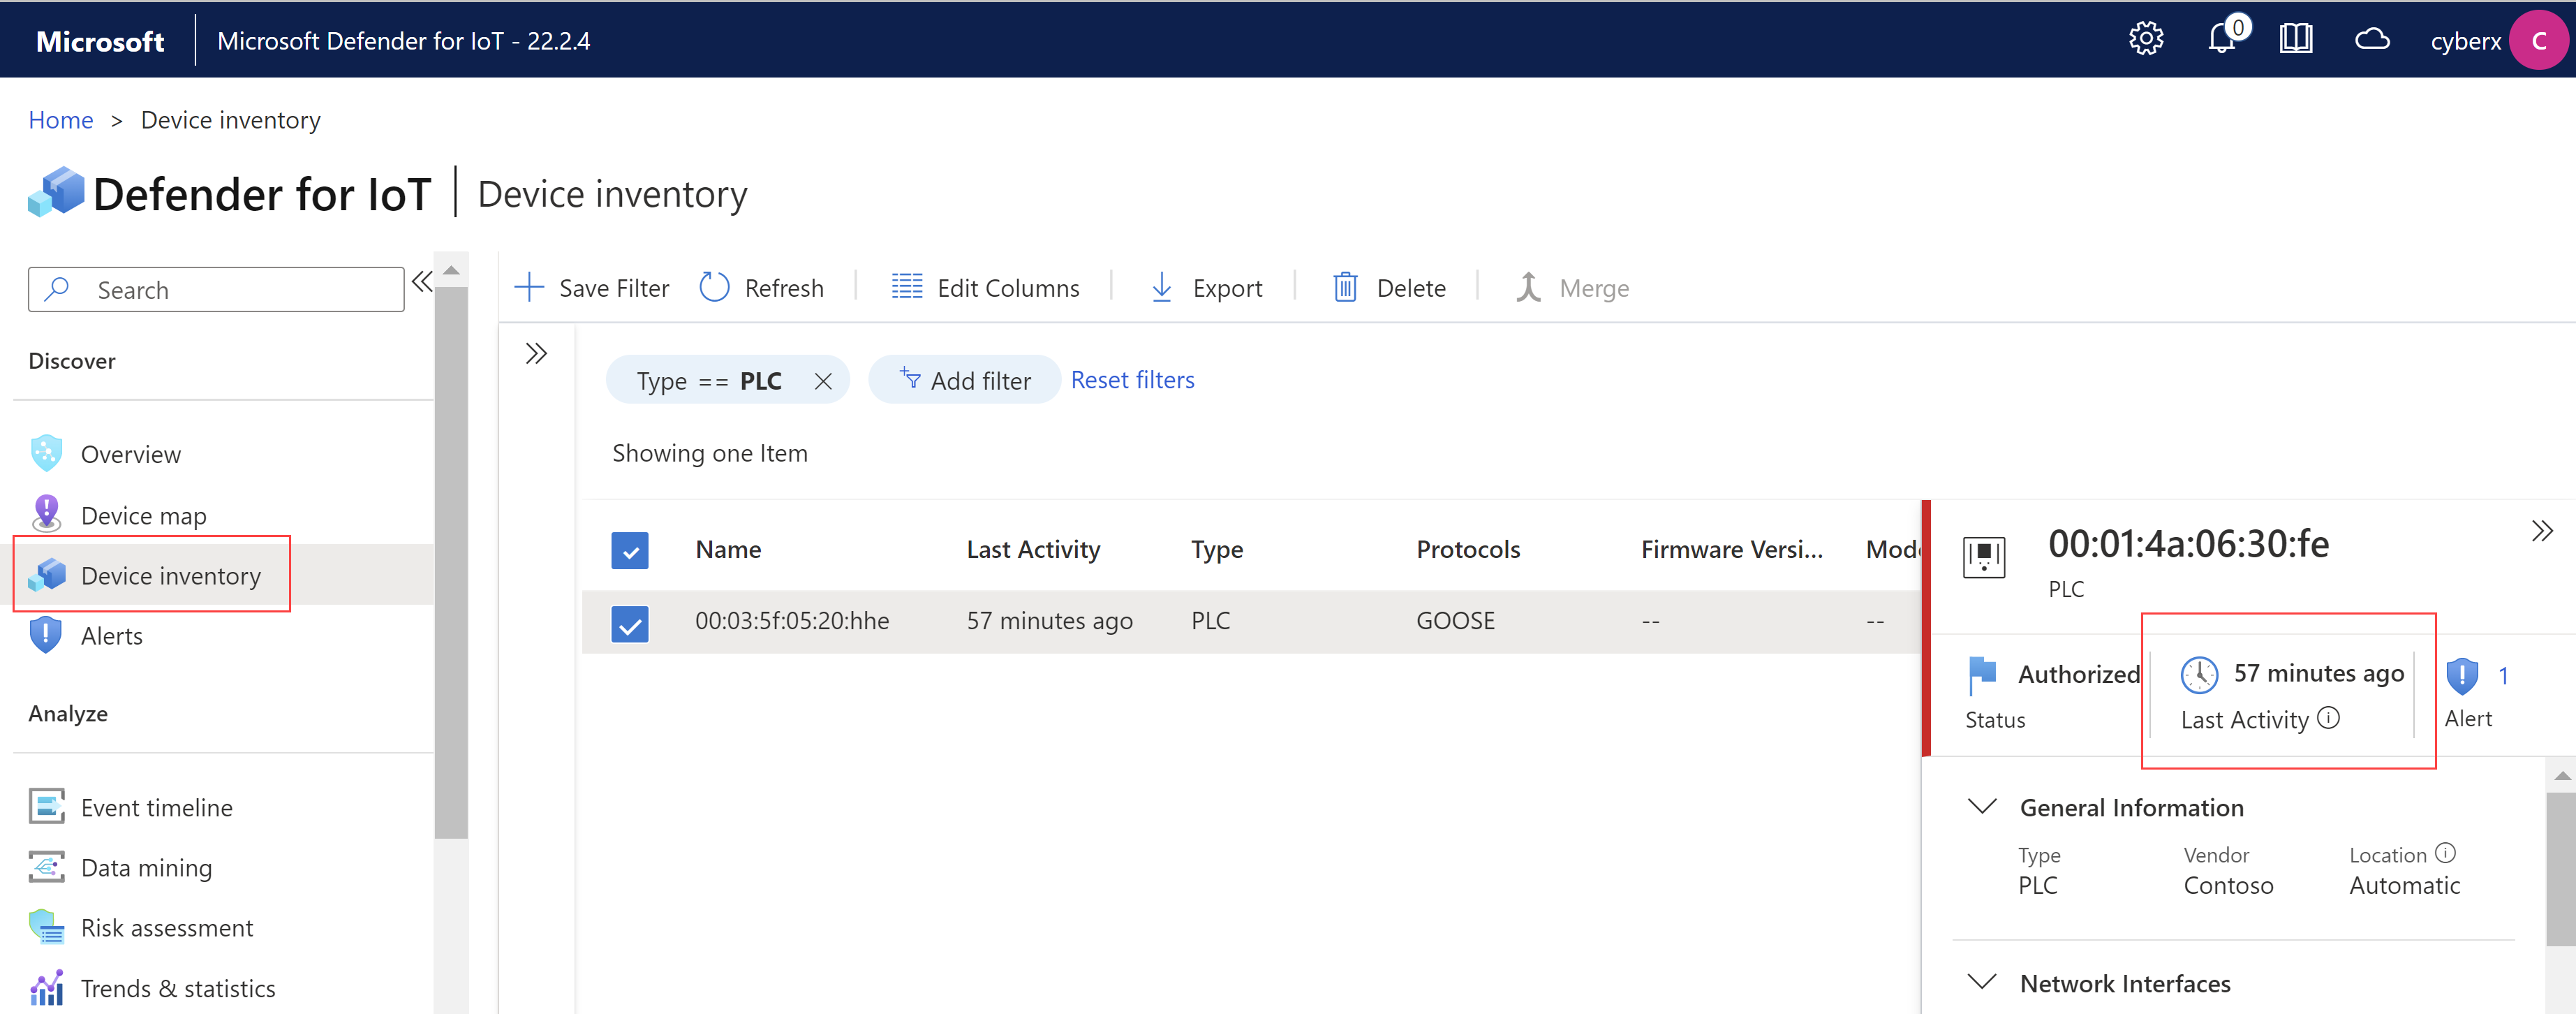 Microsoft
Microsoft Defender for IoT - 22.2.4
0
cyberx
C
Home > Device inventory
Defender for IoT | Device inventory
Search
Discover
Overview
Device map
Device inventory
Alerts
Analyze
Event timeline
Data mining
Risk assessment
Trends & statistics
Save Filter
Refresh
Edit Columns
Export
Delete
Merge
Type == PLC
Add filter
Reset filters
Showing one Item
Name Last Activity Type Protocols Firmware Versi...
00:03:5f:05:20:hhe 57 minutes ago PLC GOOSE -- --
00:01:4a:06:30:fe
PLC
Authorized
Status
57 minutes ago
Last Activity
1
Alert
General Information
Type Vendor Location
PLC Contoso Automatic
Network Interfaces